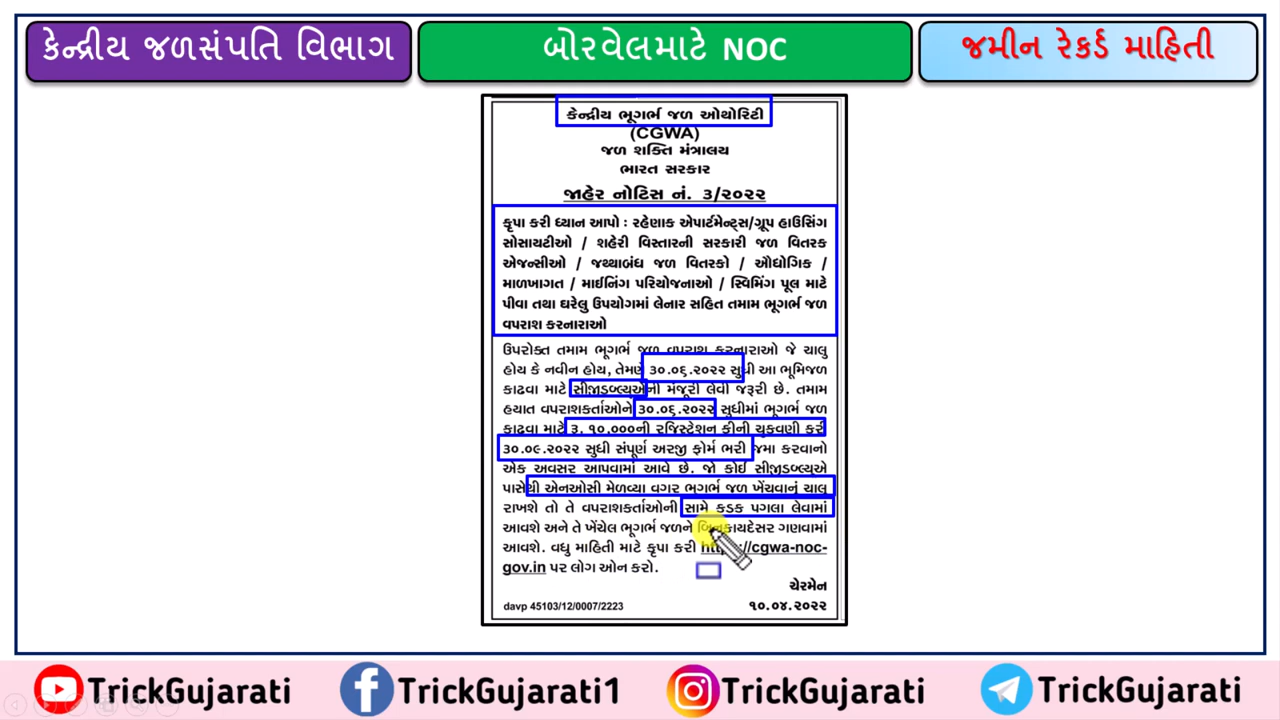 કેન્દ્રીય જળસંપતિ વિભાગ
બોરવેલમાટે NOC
જમીન રેકર્ડ માહિતી
કેન્દ્રીય ભૂગર્ભ જળ ઓથોરિટી
(CGWA)
જળ શક્તિ મંત્રાલય
ભારત સરકાર
જાહેર નોટિસ નં. ૩/૨૦૨૨
કૃપા કરી ધ્યાન આપો : રહેણાક એપાર્ટમેન્ટ્સ/ગ્રૂપ હાઉસિંગ
સોસાયટીઓ / શહેરી વિસ્તારની સરકારી જળ વિતરક
એજન્સીઓ / જથ્થાબંધ જળ વિતરકો / ઔધોગિક /
માળખાગત / માઈનિંગ પરિયોજનાઓ / સ્વિમિંગ પૂલ માટે
પીવા તથા ઘરેલુ ઉપયોગમાં લેનાર સહિત તમામ ભૂગર્ભ જળ
વપરાશ કરનારાઓ
ઉપરોક્ત તમામ ભૂગર્ભ જળ વપરાશ કરનારાઓ જે ચાલુ
હોય કે નવીન હોય, તેમણે ૩૦.૦૬.૨૦૨૨ સુધી આ ભૂમિજળ
કાઢવા માટે સીજીડબ્લ્યુએની મંજૂરી લેવી જરૂરી છે. તમામ
હયાત વપરાશકર્તાઓને ૩૦.૦૬.૨૦૨૨ સુધીમાં ભૂગર્ભ જળ
કાઢવા માટે રૂ. ૧૦,૦૦૦ની રજિસ્ટ્રેશન ફીની ચુકવણી કરી
૩૦.૦૯.૨૦૨૨ સુધી સંપૂર્ણ અરજી ફોર્મ ભરી જમા કરવાનો
એક અવસર આપવામાં આવે છે. જો કોઈ સીજીડબ્લ્યુએ
પાસેથી એનઓસી મેળવ્યા વગર ભૂગર્ભ જળ ખેંચવાનું ચાલુ
રાખશે તો તે વપરાશકર્તાઓની સામે કડક પગલા લેવામાં
આવશે અને તે ખેંચેલ ભૂગર્ભ જળને બિનકાયદેસર ગણવામાં
આવશે. વધુ માહિતી માટે કૃપા કરી https://cgwa-noc-
gov.in પર લોગ ઓન કરો.
ચેરમેન
davp 45103/12/0007/2223 ૧૦.૦૪.૨૦૨૨
TrickGujarati TrickGujarati1 TrickGujarati TrickGujarati